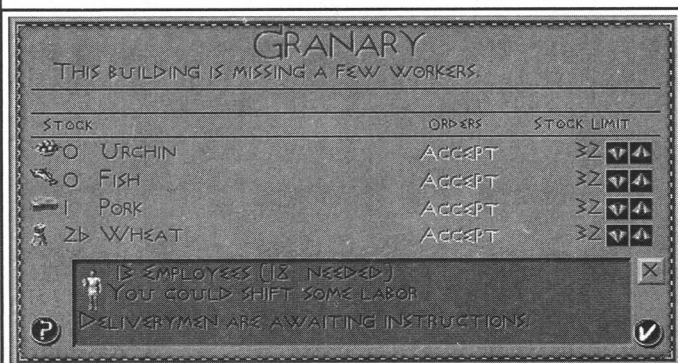 GRANARY
THIS BUILDING IS MISSING A FEW WORKERS.
STOCK ORDERS STOCK LIMIT
0 URCHIN ACCEPT 32
0 FISH ACCEPT 32
1 PORK ACCEPT 32
26 WHEAT ACCEPT 32
13 EMPLOYEES (18 NEEDED)
YOU COULD SHIFT SOME LABOR
DELIVERYMEN ARE AWAITING INSTRUCTIONS.